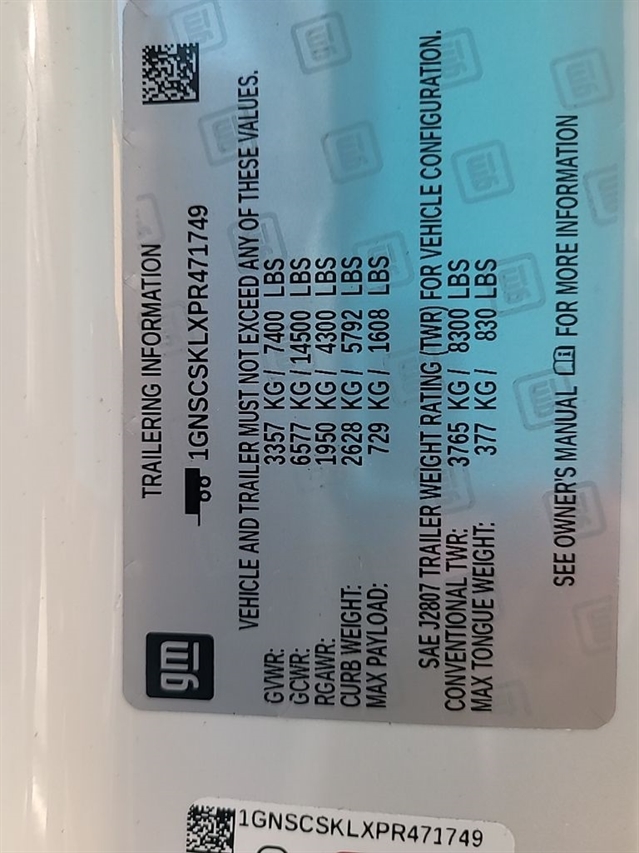 gm
TRAILERING INFORMATION
1GNSCSKLXPR471749
VEHICLE AND TRAILER MUST NOT EXCEED ANY OF THESE VALUES.
GVWR: 3357 KG / 7400 LBS
GCWR: 6577 KG / 14500 LBS
RGAWR: 1950 KG / 4300 LBS
CURB WEIGHT: 2628 KG / 5792 LBS
MAX PAYLOAD: 729 KG / 1608 LBS
SAE J2807 TRAILER WEIGHT RATING (TWR) FOR VEHICLE CONFIGURATION.
CONVENTIONAL TWR: 3765 KG / 8300 LBS
MAX TONGUE WEIGHT: 377 KG / 830 LBS
SEE OWNER'S MANUAL FOR MORE INFORMATION
1GNSCSKLXPR471749